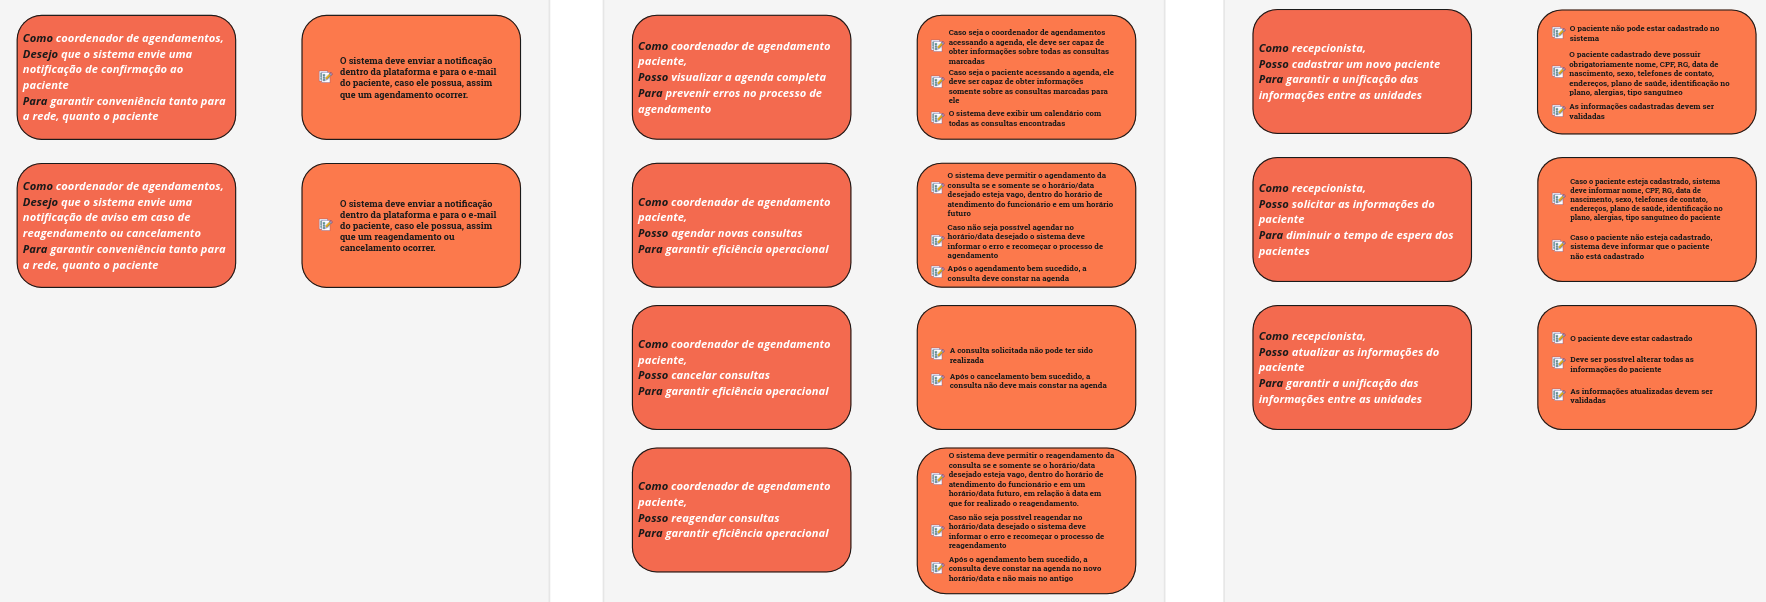 Como coordenador de agendamentos,
Desejo que o sistema envie uma
notificação de confirmação ao
paciente
Para garantir conveniência tanto para
a rede, quanto o paciente
O sistema deve enviar a notificação
dentro da plataforma e para o e-mail
do paciente, caso ele possua, assim
que um agendamento ocorrer.
Como coordenador de agendamentos,
Desejo que o sistema envie uma
notificação de aviso em caso de
reagendamento ou cancelamento
Para garantir conveniência tanto para
a rede, quanto o paciente
O sistema deve enviar a notificação
dentro da plataforma e para o e-mail
do paciente, caso ele possua, assim
que um reagendamento ou
cancelamento ocorrer.
Como coordenador de agendamento
paciente,
Posso visualizar a agenda completa
Para prevenir erros no processo de
agendamento
Caso seja o coordenador de agendamentos
acessando a agenda, ele deve ser capaz de
obter informações sobre todas as consultas
marcadas
Caso seja o paciente acessando a agenda, ele
deve ser capaz de obter informações
somente sobre as consultas marcadas para
ele
O sistema deve exibir um calendário com
todas as consultas encontradas
Como coordenador de agendamento
paciente,
Posso agendar novas consultas
Para garantir eficiência operacional
O sistema deve permitir o agendamento da
consulta se e somente se o horário/data
desejado esteja vago, dentro do horário de
atendimento do funcionário e em um horário
futuro
Caso não seja possível agendar no
horário/data desejado o sistema deve
informar o erro e recomeçar o processo de
agendamento
Após o agendamento bem sucedido, a
consulta deve constar na agenda
Como coordenador de agendamento
paciente,
Posso cancelar consultas
Para garantir eficiência operacional
A consulta solicitada não pode ter sido
realizada
Após o cancelamento bem sucedido, a
consulta não deve mais constar na agenda
Como coordenador de agendamento
paciente,
Posso reagendar consultas
Para garantir eficiência operacional
O sistema deve permitir o reagendamento da
consulta se e somente se o horário/data
desejado esteja vago, dentro do horário de
atendimento do funcionário e em um
horário/data futuro, em relação à data em
que for realizado o reagendamento.
Caso não seja possível reagendar no
horário/data desejado o sistema deve
informar o erro e recomeçar o processo de
reagendamento
Após o agendamento bem sucedido, a
consulta deve constar na agenda no novo
horário/data e não mais no antigo
Como recepcionista,
Posso cadastrar um novo paciente
Para garantir a unificação das
informações entre as unidades
O paciente não pode estar cadastrado no
sistema
O paciente cadastrado deve possuir
obrigatoriamente nome, CPF, RG, data de
nascimento, sexo, telefones de contato,
endereços, plano de saúde, identificação no
plano, alergias, tipo sanguíneo
As informações cadastradas devem ser
validadas
Como recepcionista,
Posso solicitar as informações do
paciente
Para diminuir o tempo de espera dos
pacientes
Caso o paciente esteja cadastrado, sistema
deve informar nome, CPF, RG, data de
nascimento, sexo, telefones de contato,
endereços, plano de saúde, identificação no
plano, alergias, tipo sanguíneo do paciente
Caso o paciente não esteja cadastrado,
sistema deve informar que o paciente
não está cadastrado
Como recepcionista,
Posso atualizar as informações do
paciente
Para garantir a unificação das
informações entre as unidades
O paciente deve estar cadastrado
Deve ser possível alterar todas as
informações do paciente
As informações atualizadas devem ser
validadas